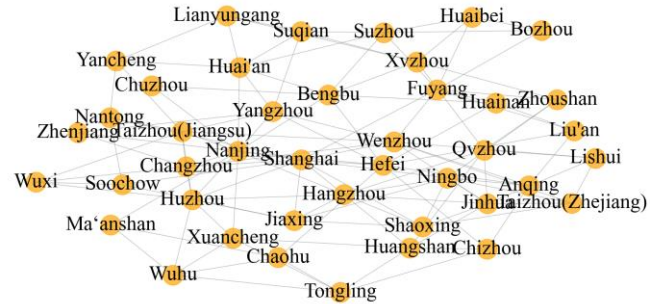 Lianyungang
Suqian
Suzhou
Huaibei
Bozhou
Yancheng
Huai'an
Xvzhou
Chuzhou
Bengbu
Fuyang
Huainan
Zhoushan
Nantong
Yangzhou
Zhenjiang
Taizhou(Jiangsu)
Wenzhou
Liu'an
Nanjing
Qvzhou
Changzhou
Shanghai
Hefei
Lishui
Wuxi
Soochow
Ningbo
Anqing
Huzhou
Hangzhou
Jinhua
Taizhou(Zhejiang)
Ma‘anshan
Jiaxing
Shaoxing
Xuancheng
Huangshan
Chizhou
Chaohu
Wuhu
Tongling